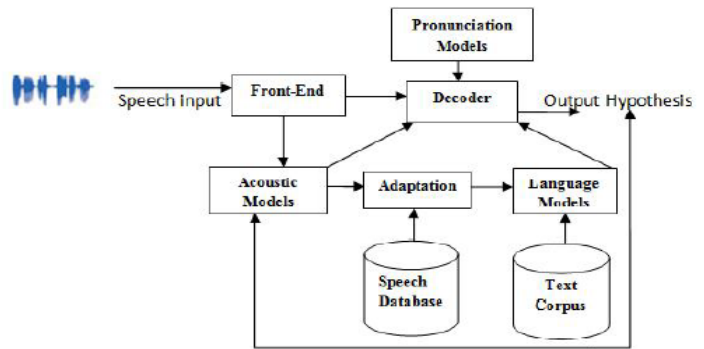 Pronunciation
Models
Speech Input
Front-End
Decoder
Output Hypothesis
Acoustic
Models
Adaptation
Language
Models
Speech
Database
Text
Corpus